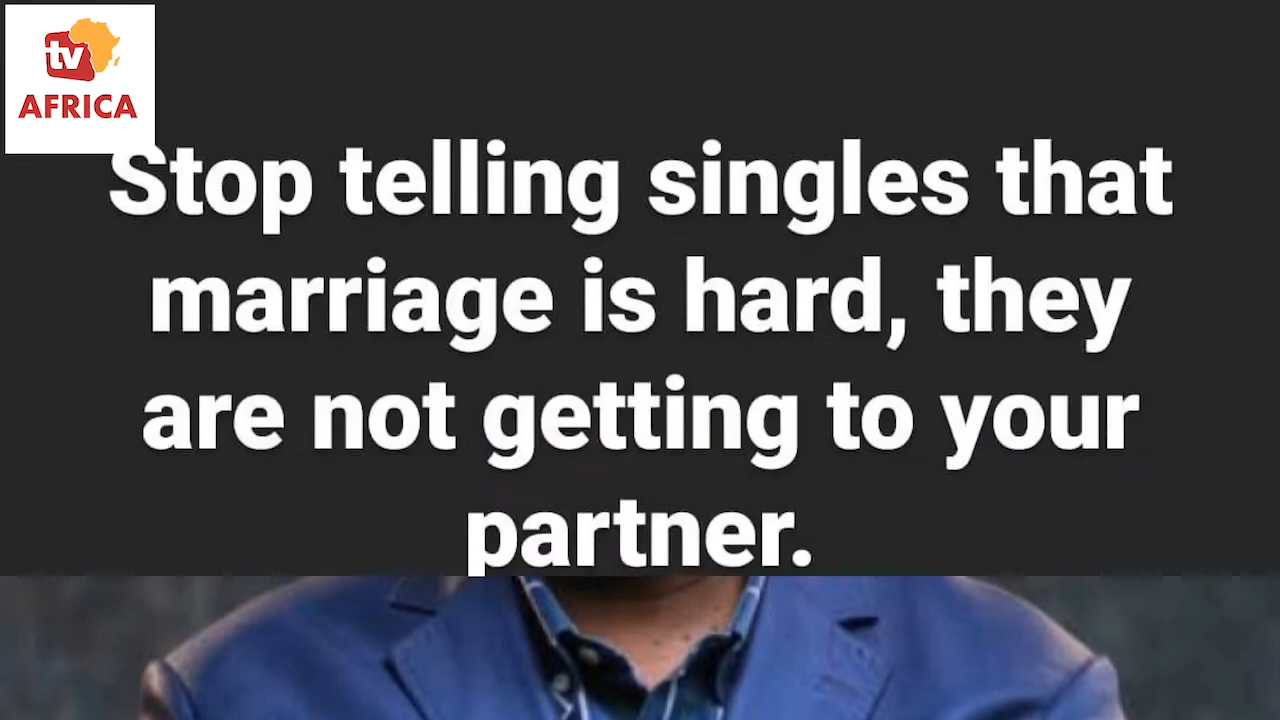 tv
AFRICA
Stop telling singles that
marriage is hard, they
are not getting to your
partner.